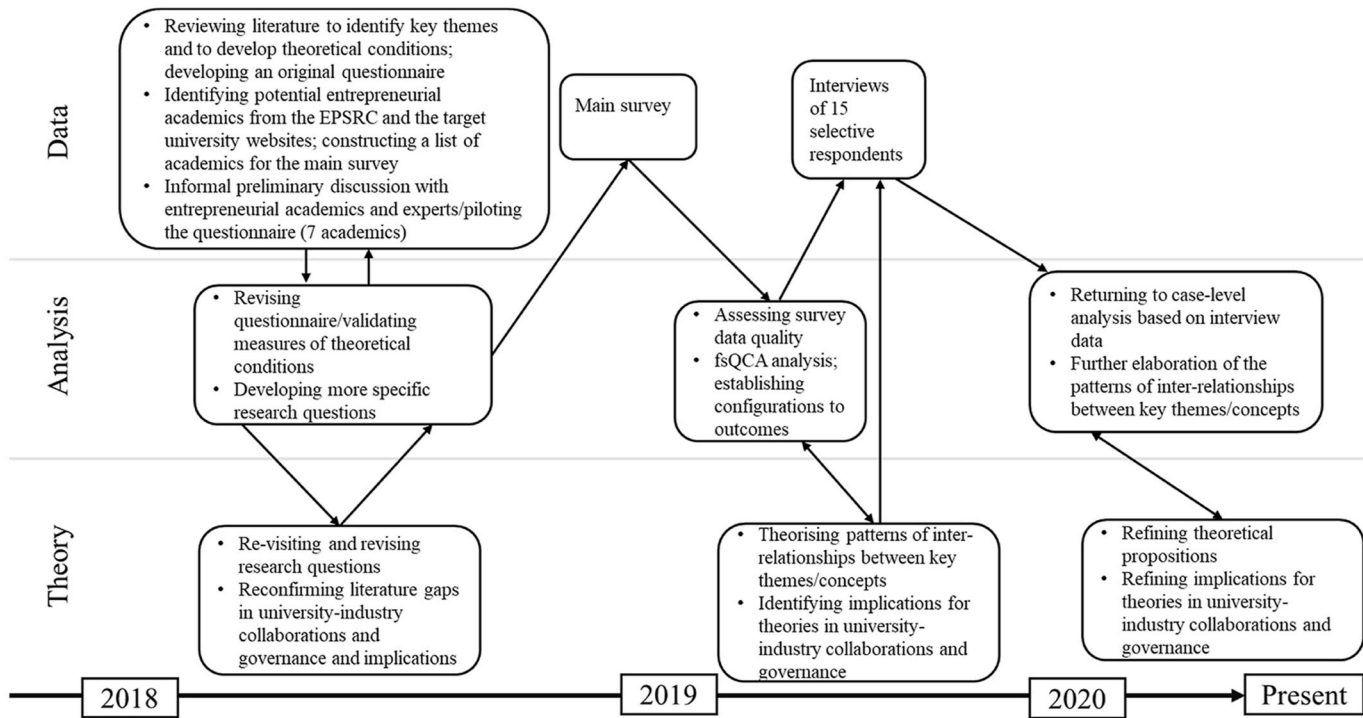 Data
• Reviewing literature to identify key themes
and to develop theoretical conditions;
developing an original questionnaire
• Identifying potential entrepreneurial
academics from the EPSRC and the target
university websites; constructing a list of
academics for the main survey
• Informal preliminary discussion with
entrepreneurial academics and experts/piloting
the questionnaire (7 academics)
Main survey
Interviews
of 15
selective
respondents
Analysis
• Revising
questionnaire/validating
measures of theoretical
conditions
• Developing more specific
research questions
• Assessing survey
data quality
• fsQCA analysis;
establishing
configurations to
outcomes
• Returning to case-level
analysis based on interview
data
• Further elaboration of the
patterns of inter-relationships
between key themes/concepts
Theory
• Re-visiting and revising
research questions
• Reconfirming literature gaps
in university-industry
collaborations and
governance and implications
• Theorising patterns of inter-
relationships between key
themes/concepts
• Identifying implications for
theories in university-
industry collaborations and
governance
• Refining theoretical
propositions
• Refining implications for
theories in university-
industry collaborations and
governance
2018
2019
2020
Present